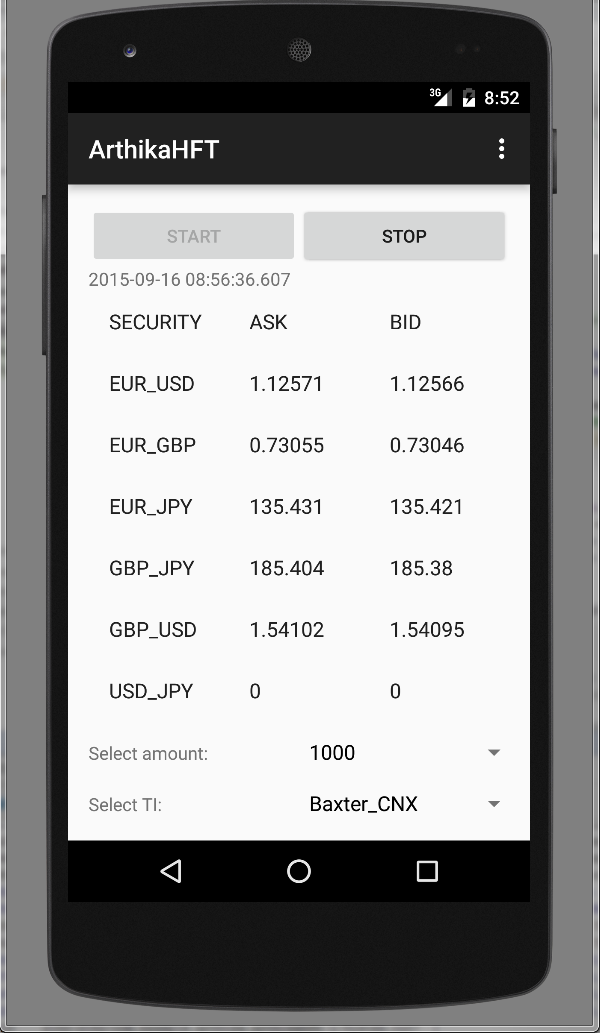 3G 8:52
ArthikaHFT
START STOP
2015-09-16 08:56:36.607
SECURITY ASK BID
EUR_USD 1.12571 1.12566
EUR_GBP 0.73055 0.73046
EUR_JPY 135.431 135.421
GBP_JPY 185.404 185.38
GBP_USD 1.54102 1.54095
USD_JPY 0 0
Select amount: 1000
Select TI: Baxter_CNX